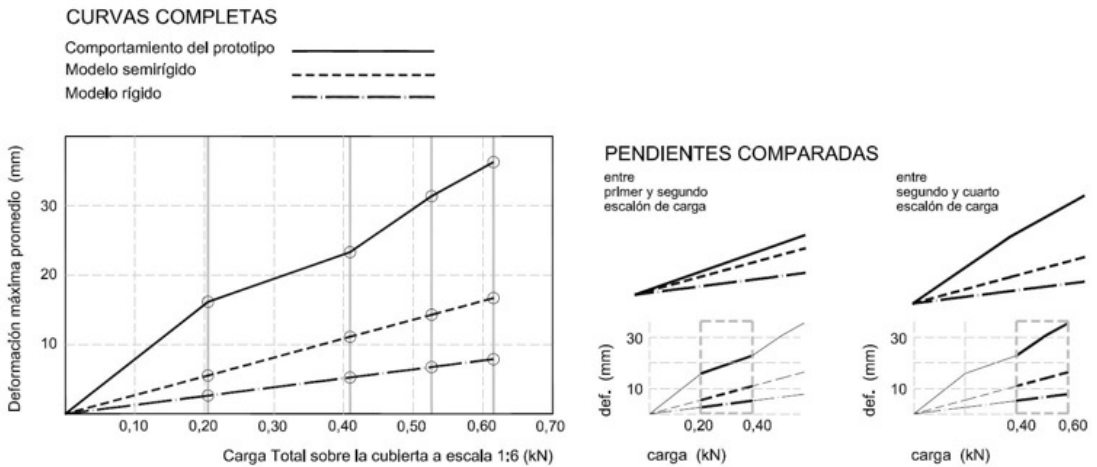 CURVAS COMPLETAS
Comportamiento del prototipo
Modelo semirígido
Modelo rígido
Deformación máxima promedio (mm)
30
20
10
0
0,10
0,20
0,30
0,40
0,50
0,60
0,70
Carga Total sobre la cubierta a escala 1:6 (kN)
PENDIENTES COMPARADAS
entre
primer y segundo
escalón de carga
entre
segundo y cuarto
escalón de carga
def. (mm)
30
10
0
0,20
0,40
carga (kN)
def. (mm)
30
10
0
0,40
0,60
carga (kN)